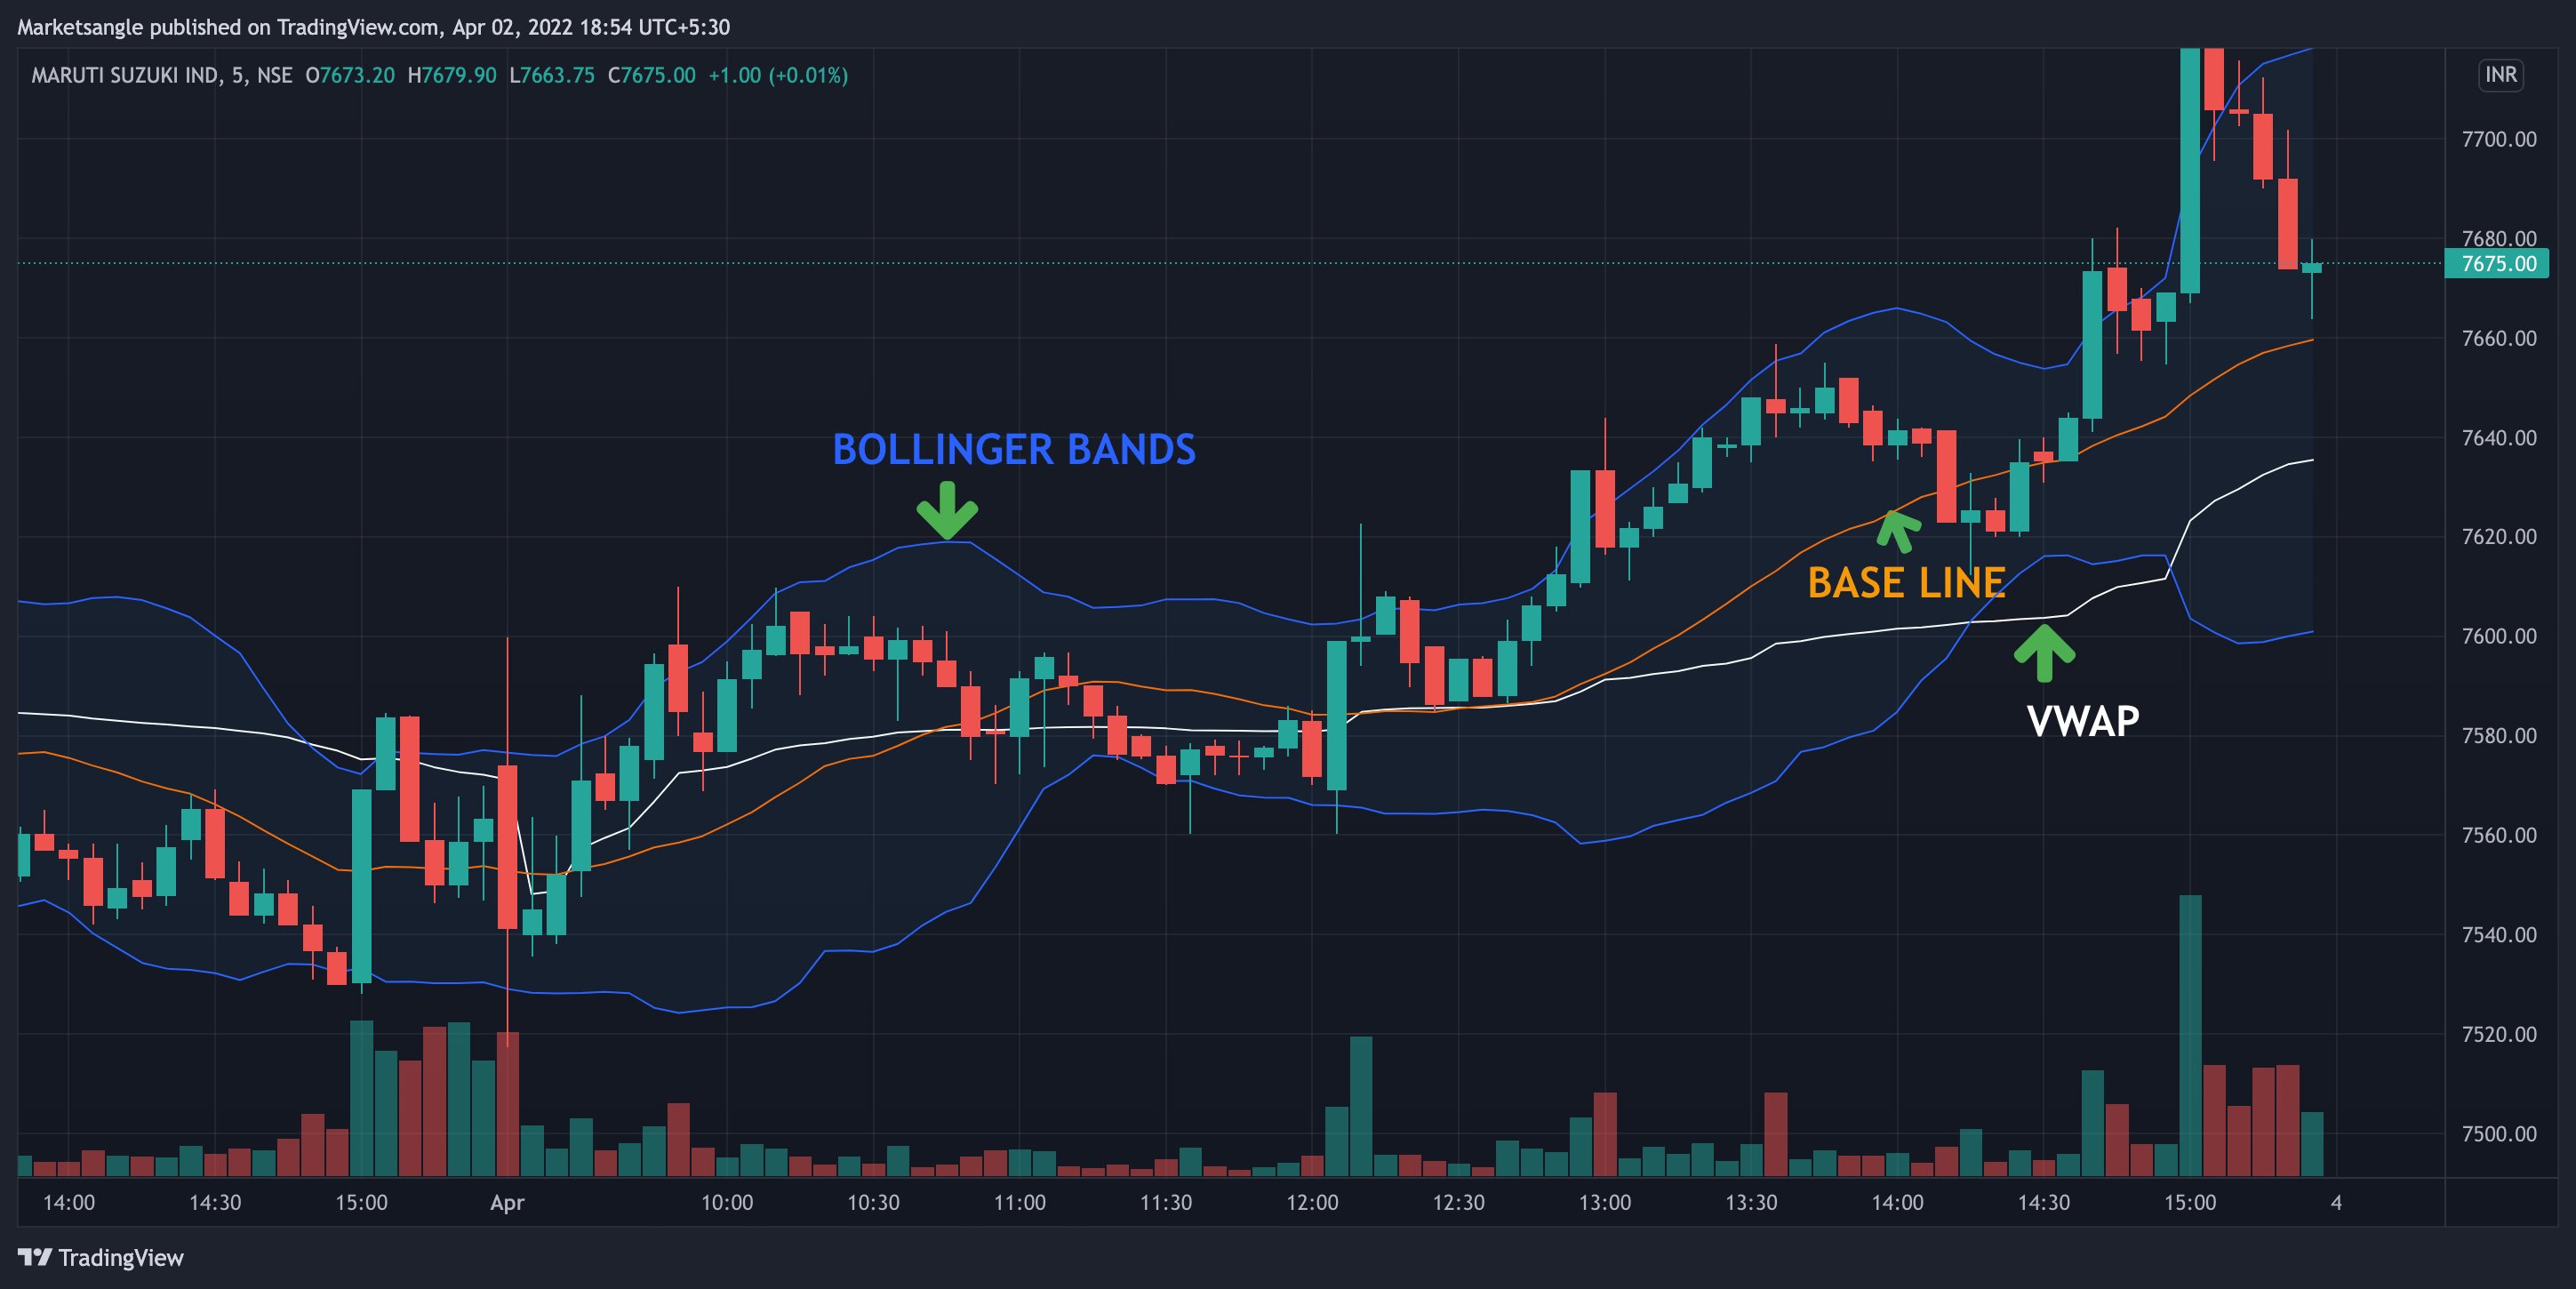 Marketsangle published on TradingView.com, Apr 02, 2022 18:54 UTC+5:30
MARUTI SUZUKI IND, 5, NSE O7673.20 H7679.90 L7663.75 C7675.00 +1.00 (+0.01%)
INR
7700.00
7680.00
7675.00
7660.00
7640.00
BOLLINGER BANDS
7620.00
BASE LINE
7600.00
VWAP
7580.00
7560.00
7540.00
7520.00
7500.00
14:00 14:30 15:00 Apr 10:00 10:30 11:00 11:30 12:00 12:30 13:00 13:30 14:00 14:30 15:00 4
TradingView